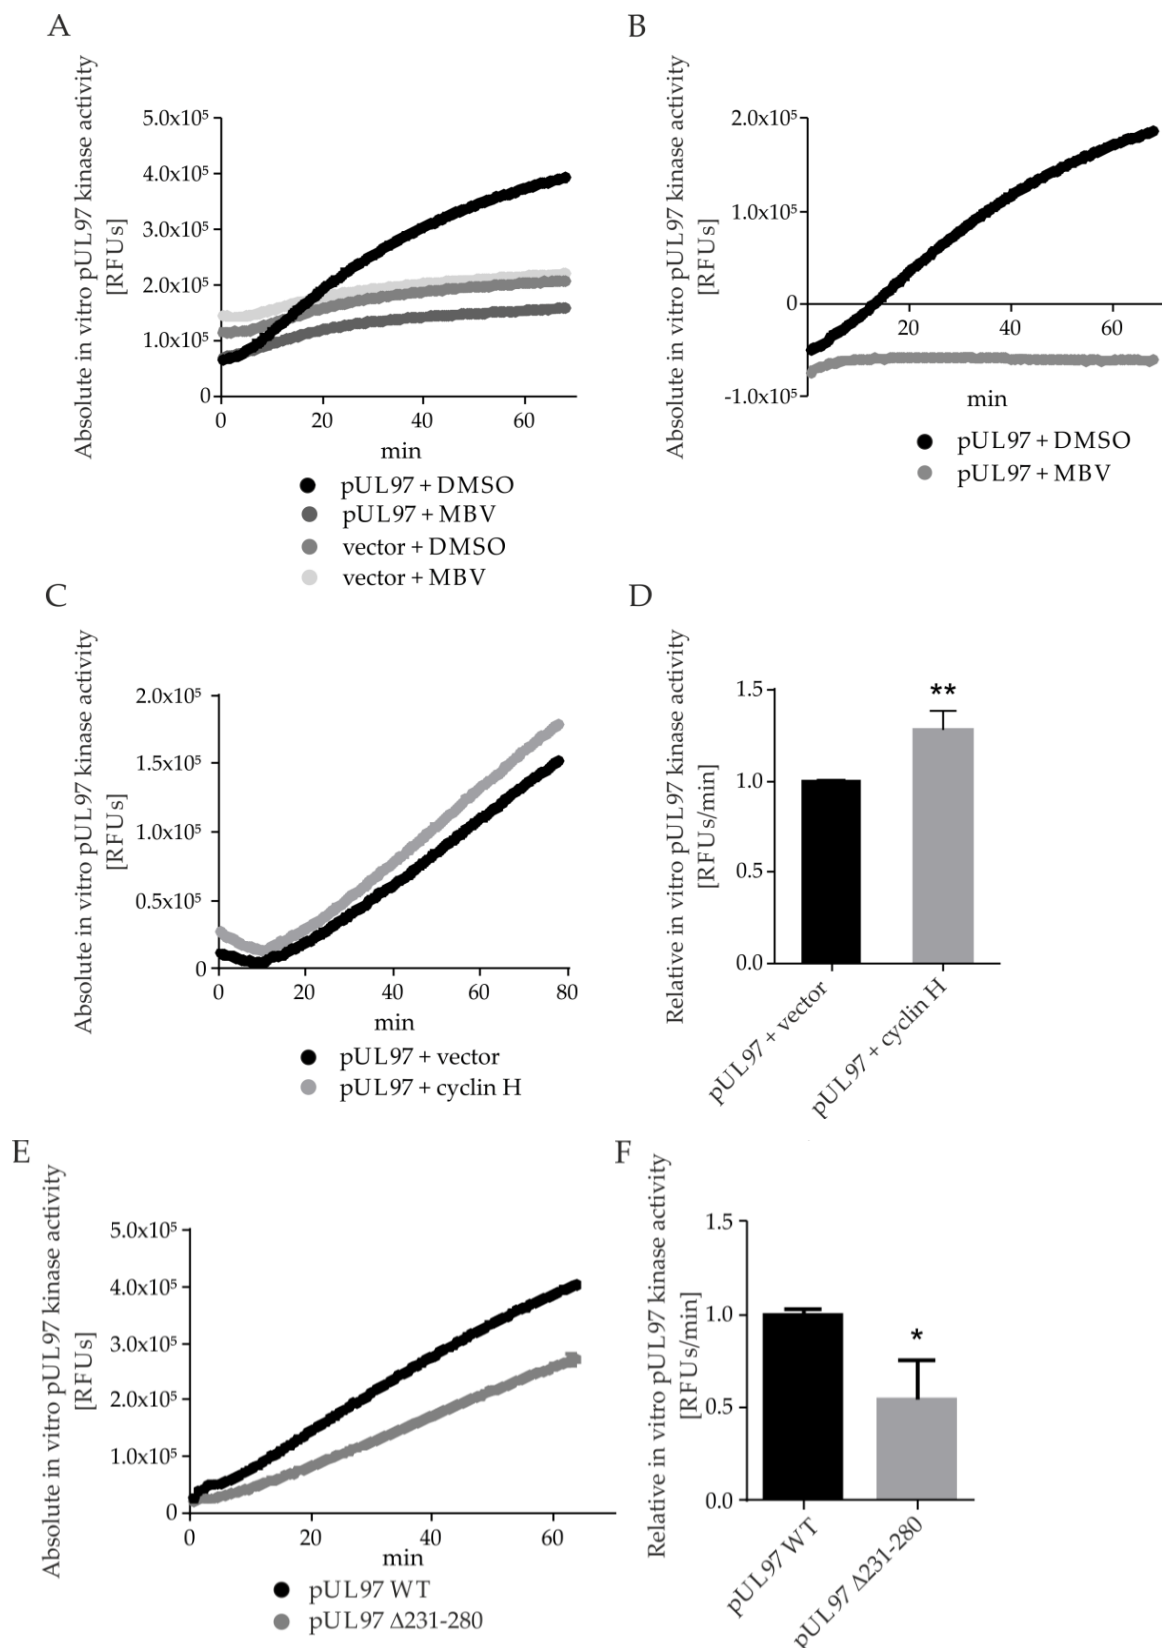 A
Absolute in vitro pUL97 kinase activity
[RFUs]
5.0x10⁵
4.0x10⁵
3.0x10⁵
2.0x10⁵
1.0x10⁵
0
0 20 40 60
min
pUL97 + DMSO
pUL97 + MBV
vector + DMSO
vector + MBV
B
Absolute in vitro pUL97 kinase activity
[RFUs]
2.0x10⁵
1.0x10⁵
0
20 40 60
-1.0x10⁵
min
pUL97 + DMSO
pUL97 + MBV
C
Absolute in vitro pUL97 kinase activity
[RFUs]
2.0x10⁵
1.5x10⁵
1.0x10⁵
0.5x10⁵
0
0 20 40 60 80
min
pUL97 + vector
pUL97 + cyclin H
D
Relative in vitro pUL97 kinase activity
[RFUs/min]
1.5
1.0
0.5
0.0
**
pUL97 + vector
pUL97 + cyclin H
E
Absolute in vitro pUL97 kinase activity
[RFUs]
5.0x10⁵
4.0x10⁵
3.0x10⁵
2.0x10⁵
1.0x10⁵
0
0 20 40 60
min
pUL97 WT
pUL97 Δ231-280
F
Relative in vitro pUL97 kinase activity
[RFUs/min]
1.5
1.0
0.5
0.0
*
pUL97 WT
pUL97 Δ231-280